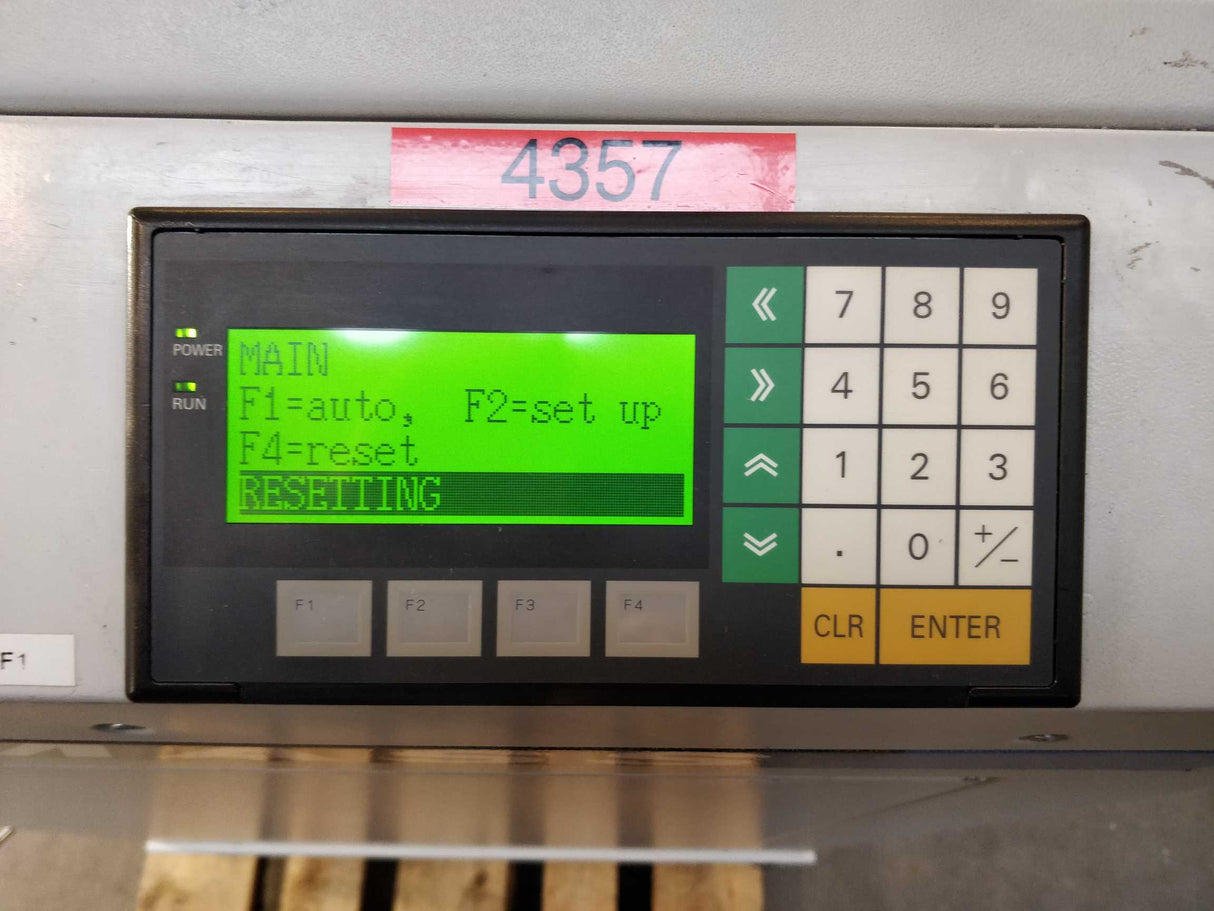 4357
POWER
RUN
MAIN
F1=auto, F2=set up
F4=reset
RESETTING
F1 F2 F3 F4
« 7 8 9
» 4 5 6
1 2 3
. 0 +/−
CLR ENTER
F1